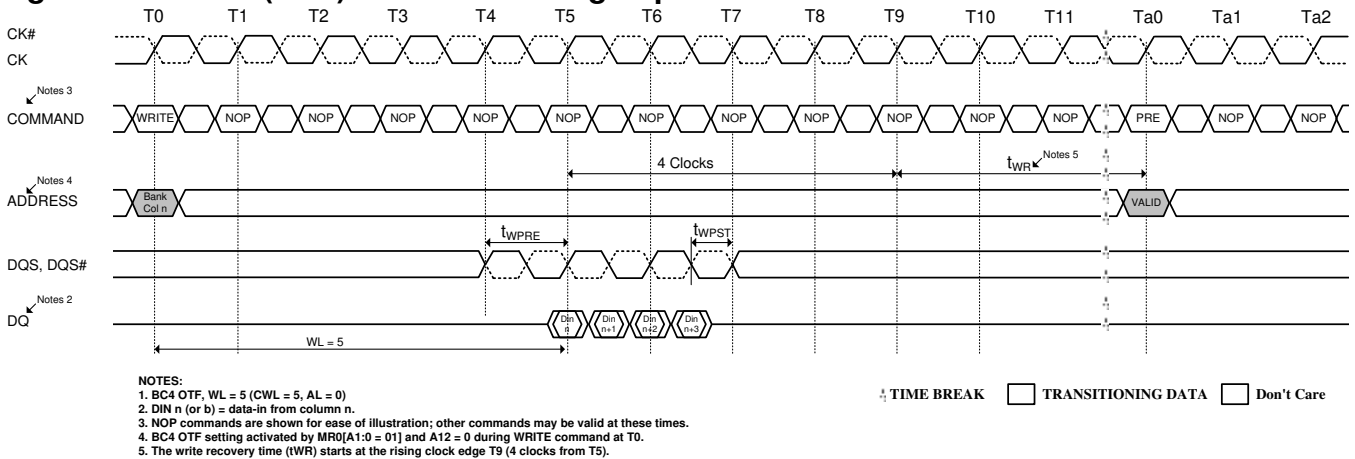 T0 T1 T2 T3 T4 T5 T6 T7 T8 T9 T10 T11 Ta0 Ta1 Ta2
CK#
CK
Notes 3
COMMAND WRITE NOP NOP NOP NOP NOP NOP NOP NOP NOP NOP NOP PRE NOP NOP
4 Clocks tWR Notes 5
Notes 4
ADDRESS Bank Col n VALID
tWPRE tWPST
DQS, DQS#
Notes 2
DQ Din n Din n+1 Din n+2 Din n+3
WL = 5
NOTES:
1. BC4 OTF, WL = 5 (CWL = 5, AL = 0)
2. DIN n (or b) = data-in from column n.
3. NOP commands are shown for ease of illustration; other commands may be valid at these times.
4. BC4 OTF setting activated by MR0[A1:0 = 01] and A12 = 0 during WRITE command at T0.
5. The write recovery time (tWR) starts at the rising clock edge T9 (4 clocks from T5).
TIME BREAK TRANSITIONING DATA Don't Care